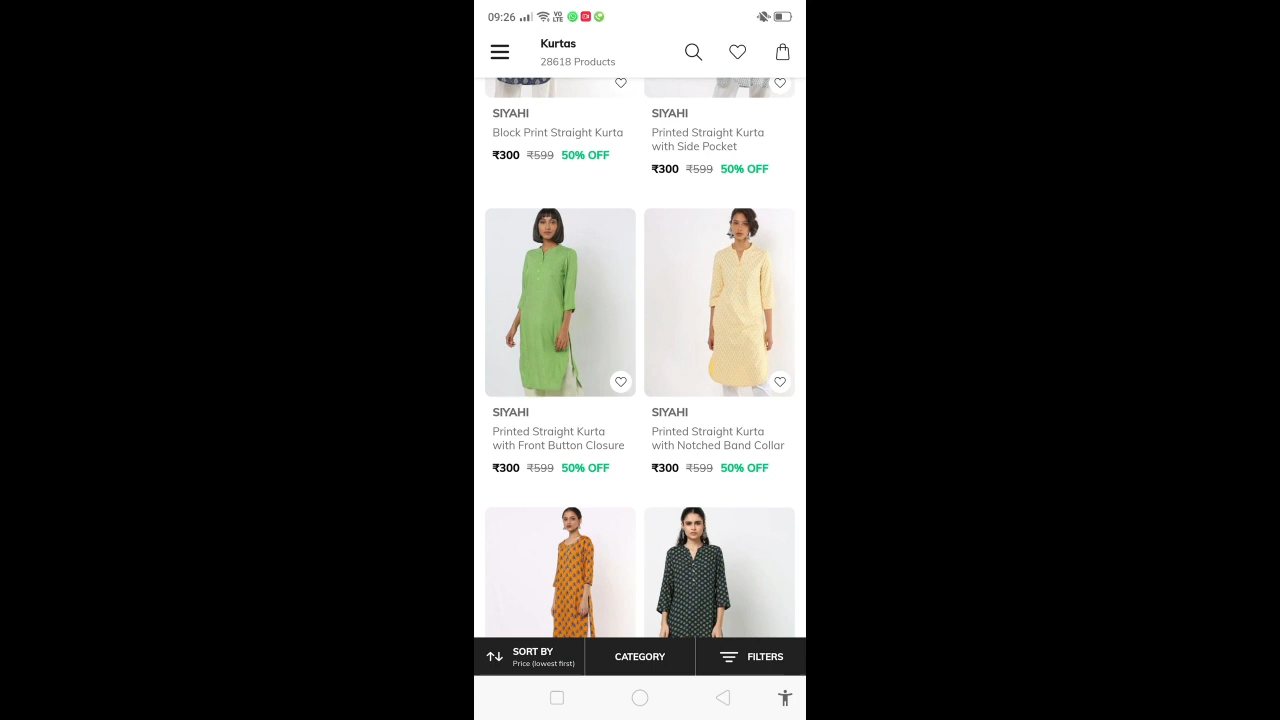 09:26
VO
LTE
Kurtas
28618 Products
SIYAHI
Block Print Straight Kurta
₹300 ₹599 50% OFF
SIYAHI
Printed Straight Kurta
with Side Pocket
₹300 ₹599 50% OFF
SIYAHI
Printed Straight Kurta
with Front Button Closure
₹300 ₹599 50% OFF
SIYAHI
Printed Straight Kurta
with Notched Band Collar
₹300 ₹599 50% OFF
SORT BY
Price (lowest first)
CATEGORY
FILTERS